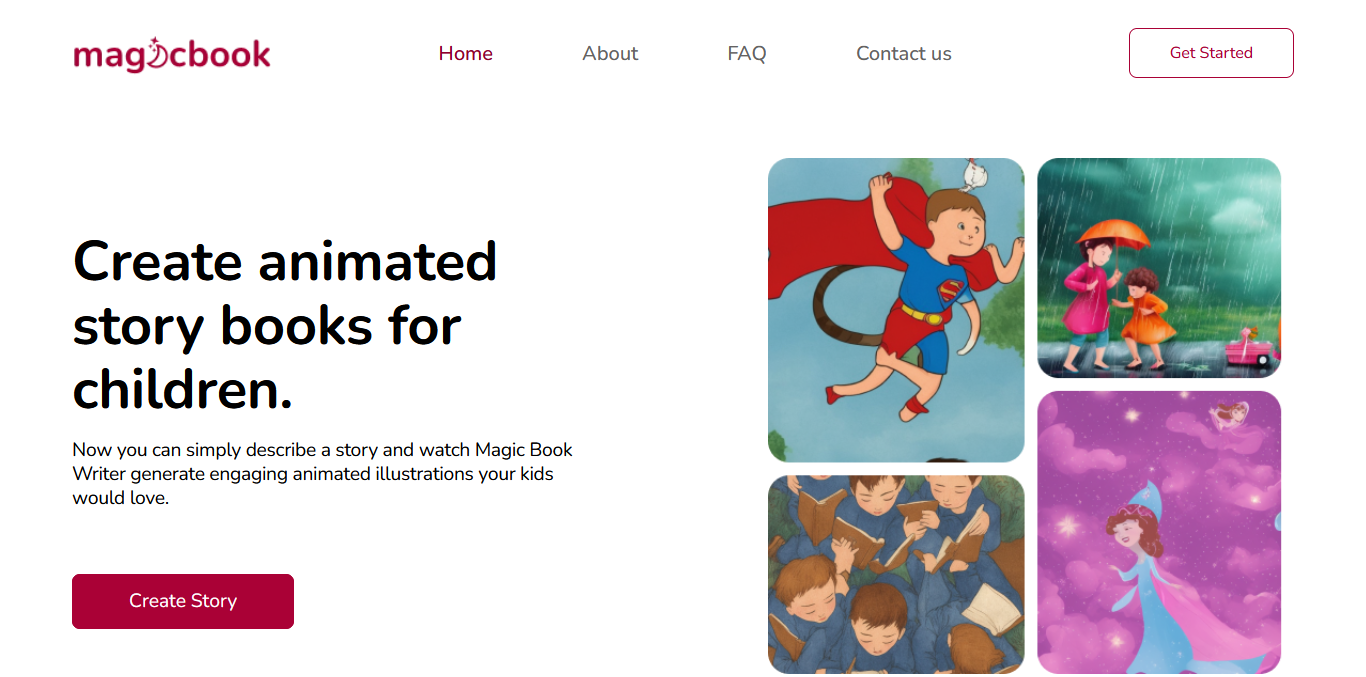 magicbook
Home
About
FAQ
Contact us
Get Started
Create animated
story books for
children.
Now you can simply describe a story and watch Magic Book
Writer generate engaging animated illustrations your kids
would love.
Create Story
S